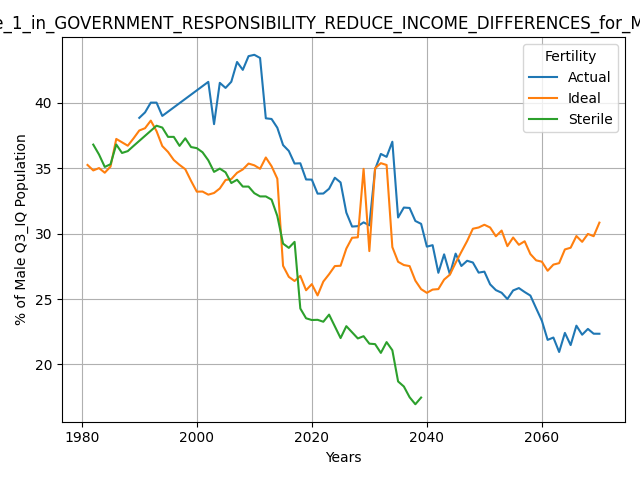 1_in_GOVERNMENT_RESPONSIBILITY_REDUCE_INCOME_DIFFERENCES_for_M
Fertility
Actual
Ideal
Sterile
% of Male Q3_IQ Population
40
35
30
25
20
1980
2000
2020
2040
2060
Years